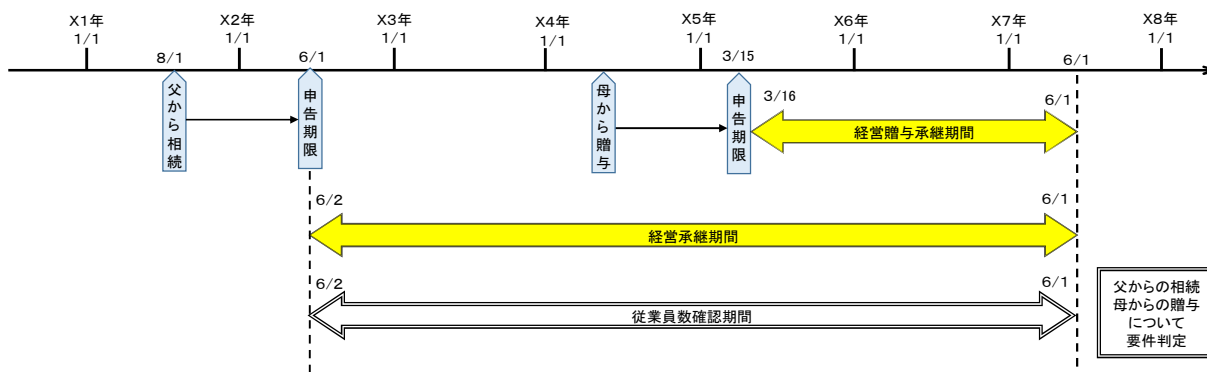 X1年 X2年 X3年 X4年 X5年 X6年 X7年 X8年
1/1 1/1 1/1 1/1 1/1 1/1 1/1 1/1
8/1 6/1 3/15 6/1
父から相続
申告期限
母から贈与
申告期限
3/16 6/1
経営贈与承継期間
6/2 6/1
経営承継期間
6/2 6/1
従業員数確認期間
父からの相続
母からの贈与
について
要件判定